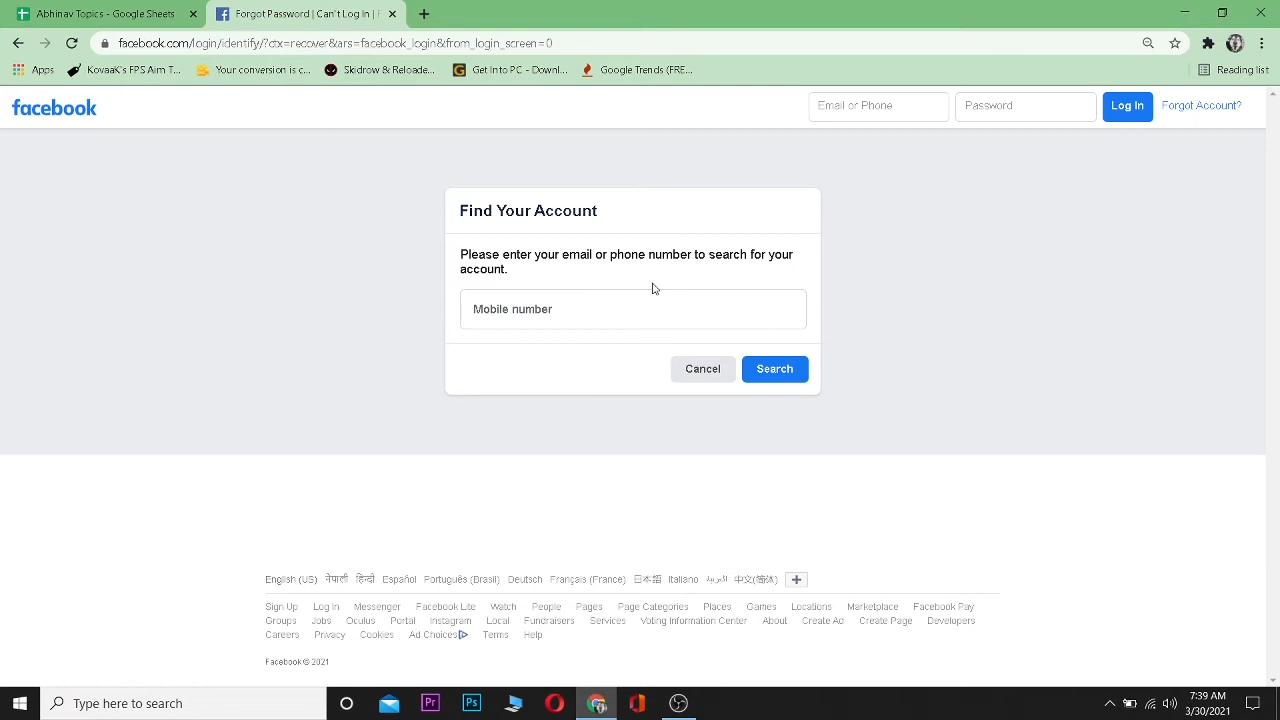 Abhinav Topics - Google Sheets
Forgot Password | Can't Log In | F
facebook.com/login/identify/?ctx=recover&ars=facebook_login&from_login_screen=0
Apps KovaaK's FPS Aim T... Your conversion is c... Skidrow & Reloade... Get Into PC - Downl... Google Trends (FRE... Reading list
facebook
Email or Phone Password Log In Forgot Account?
Find Your Account
Please enter your email or phone number to search for your
account.
Mobile number
Cancel Search
English (US) नेपाली हिन्दी Español Português (Brasil) Deutsch Français (France) 日本語 Italiano العربية 中文(简体)
Sign Up Log In Messenger Facebook Lite Watch People Pages Page Categories Places Games Locations Marketplace Facebook Pay
Groups Jobs Oculus Portal Instagram Local Fundraisers Services Voting Information Center About Create Ad Create Page Developers
Careers Privacy Cookies Ad Choices Terms Help
Facebook © 2021
Type here to search
Pr Ps
7:39 AM
3/30/2021